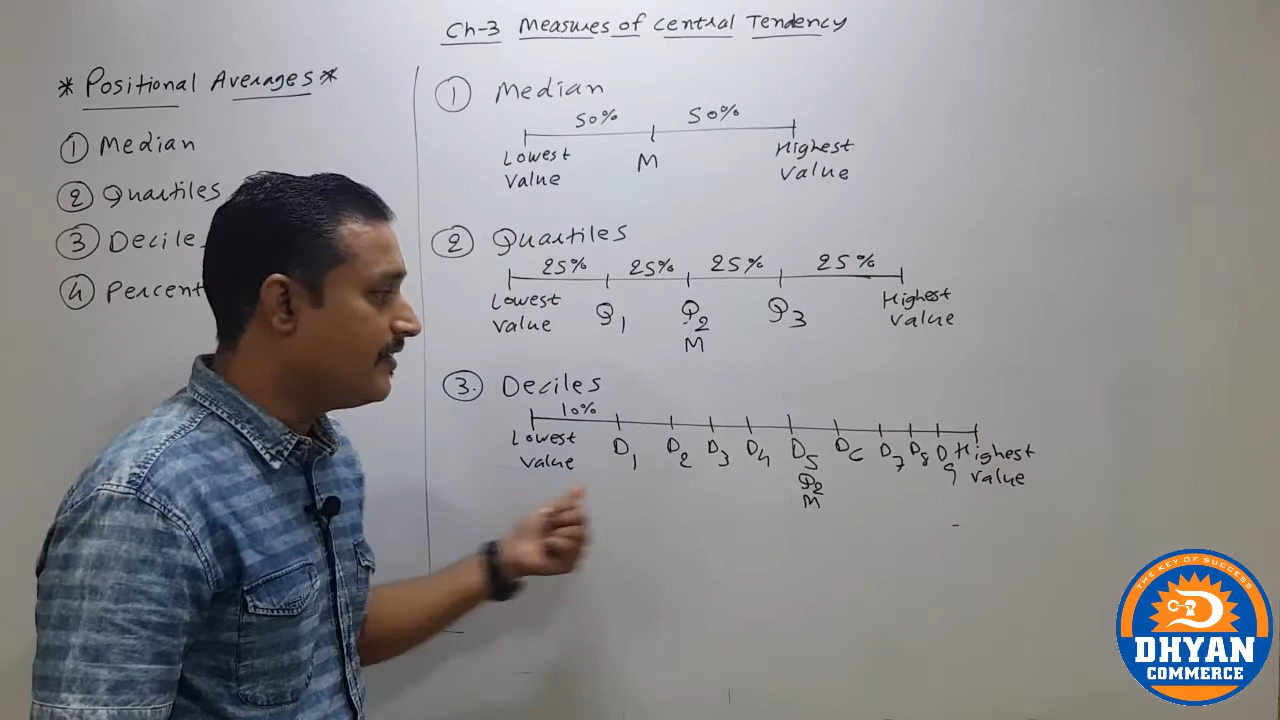 Ch-3 Measures of Central Tendency
* Positional Averages *
① Median
② Quartiles
③ Decile
④ Percent
① Median
50% 50%
Lowest Value M Highest Value
② Quartiles
25% 25% 25% 25%
Lowest Value Q1 Q2 Q3 Highest Value
M
③. Deciles
10%
Lowest Value D1 D2 D3 D4 D5 D6 D7 D8 D9 Highest Value
Q2
M
THE KEY OF SUCCESS
DHYAN
COMMERCE